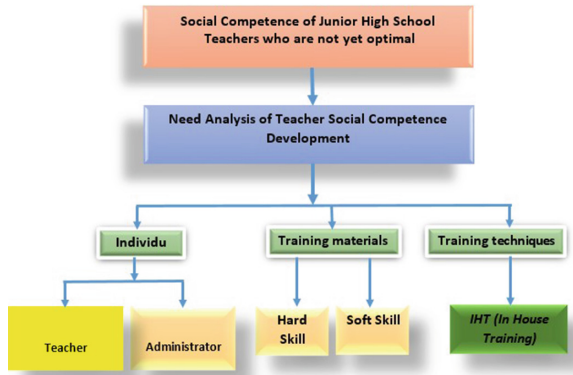 Social Competence of Junior High School
Teachers who are not yet optimal
Need Analysis of Teacher Social Competence
Development
Individu
Training materials
Training techniques
Teacher
Administrator
Hard
Skill
Soft Skill
IHT (In House
Training)